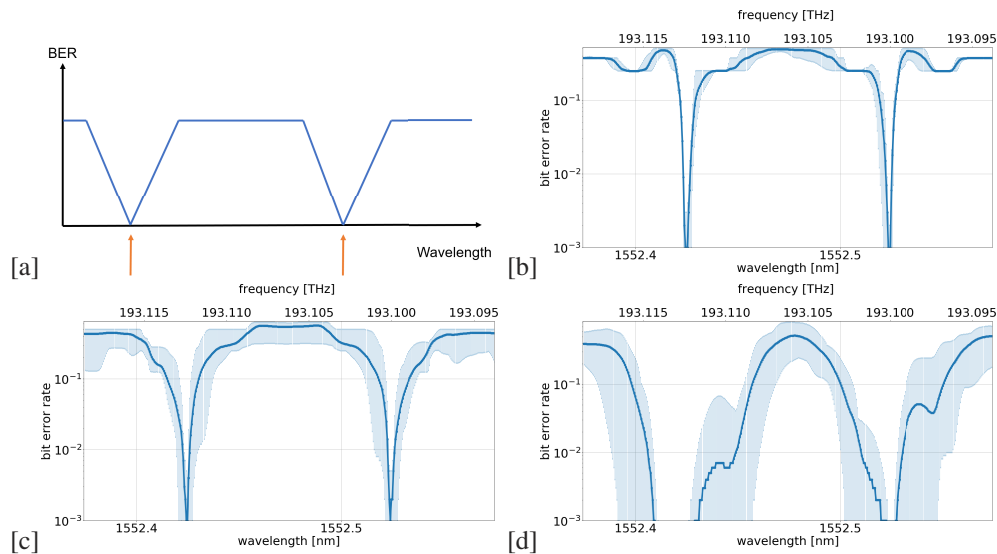 BER
Wavelength
[a]
frequency [THz]
193.115 193.110 193.105 193.100 193.095
10⁻¹
10⁻²
10⁻³
bit error rate
1552.4 1552.5
wavelength [nm]
[b]
frequency [THz]
193.115 193.110 193.105 193.100 193.095
10⁻¹
10⁻²
10⁻³
bit error rate
1552.4 1552.5
wavelength [nm]
[c]
frequency [THz]
193.115 193.110 193.105 193.100 193.095
10⁻¹
10⁻²
10⁻³
bit error rate
1552.4 1552.5
wavelength [nm]
[d]